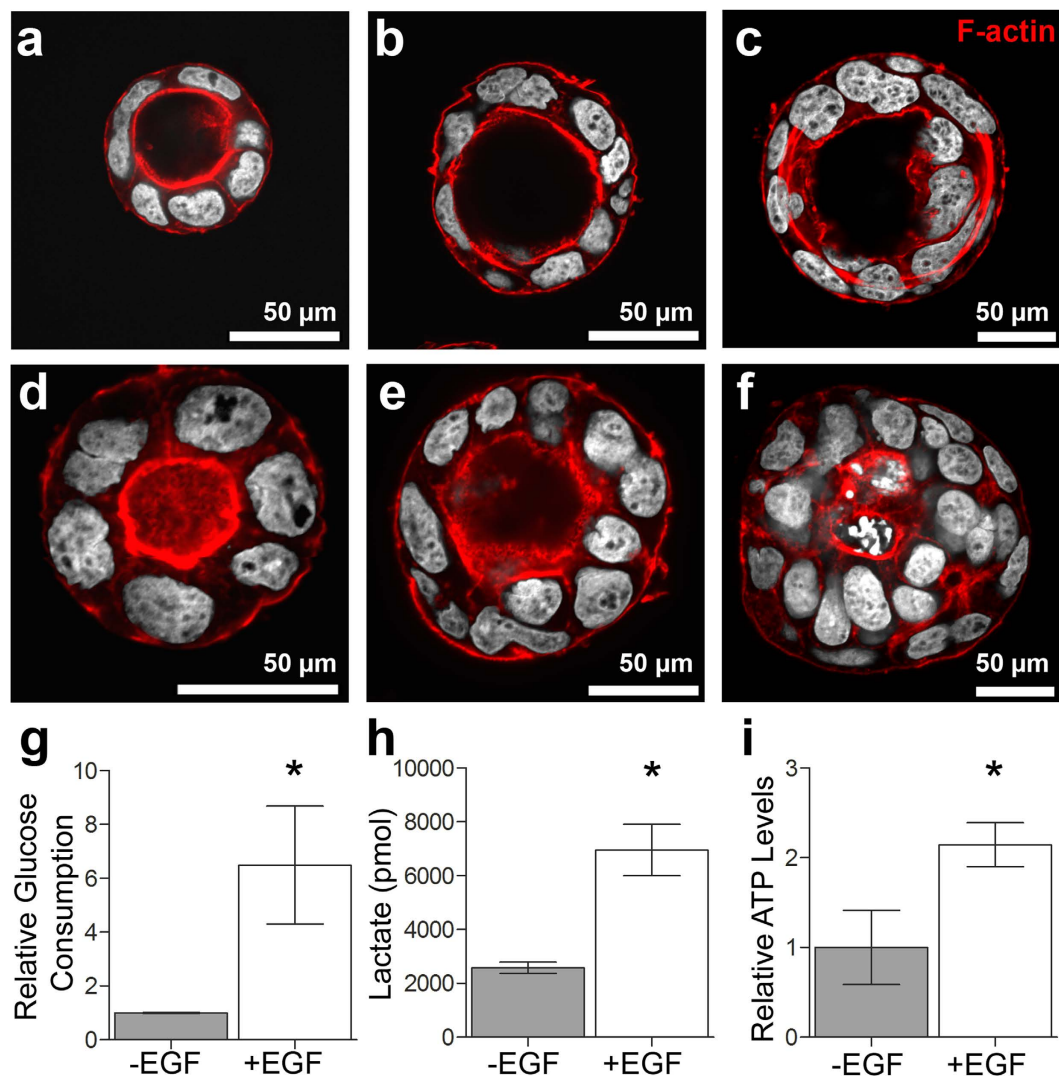 a
b
c
F-actin
50 μm
50 μm
50 μm
d
e
f
50 μm
50 μm
50 μm
g
Relative Glucose
Consumption
10
8
6
4
2
0
*
-EGF
+EGF
h
Lactate (pmol)
10000
8000
6000
4000
2000
0
*
-EGF
+EGF
i
Relative ATP Levels
3
2
1
0
*
-EGF
+EGF